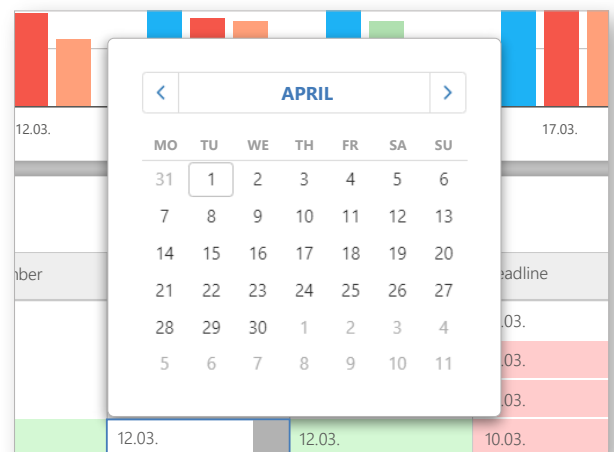 12.03.
17.03.
APRIL
MO TU WE TH FR SA SU
31 1 2 3 4 5 6
7 8 9 10 11 12 13
14 15 16 17 18 19 20
21 22 23 24 25 26 27
28 29 30 1 2 3 4
5 6 7 8 9 10 11
nber
eadline
.03.
.03.
.03.
12.03.
12.03.
10.03.